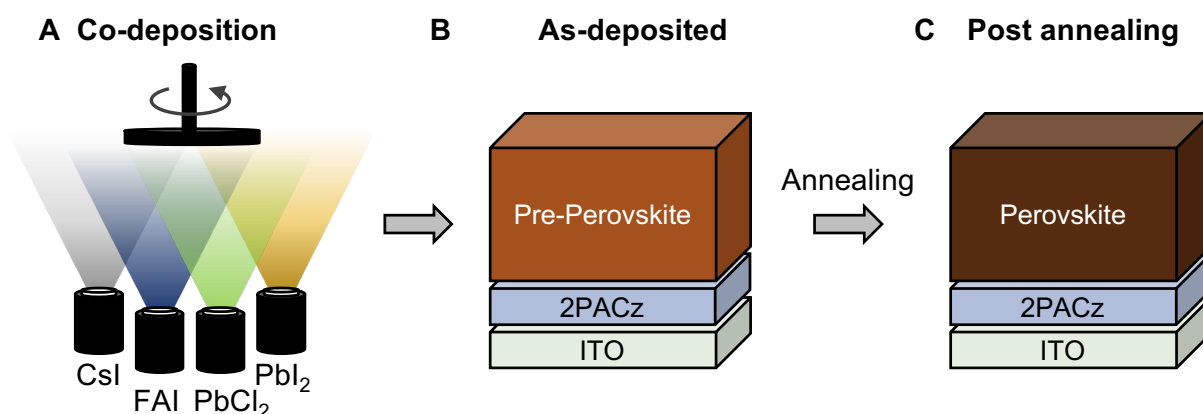 A Co-deposition
B As-deposited
C Post annealing
CsI
FAI
PbCl₂
PbI₂
Pre-Perovskite
2PACz
ITO
Annealing
Perovskite
2PACz
ITO